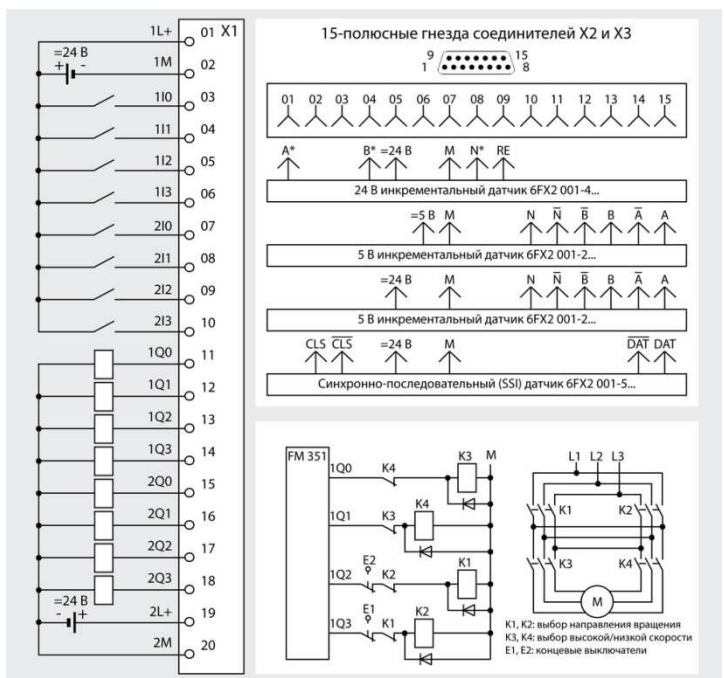 1L+ 01 X1
=24 В
+ -
1M 02
1I0 03
1I1 04
1I2 05
1I3 06
2I0 07
2I1 08
2I2 09
2I3 10
1Q0 11
1Q1 12
1Q2 13
1Q3 14
2Q0 15
2Q1 16
2Q2 17
2Q3 18
=24 В
- +
2L+ 19
2M 20
15-полюсные гнезда соединителей X2 и X3
9 15
1 8
01 02 03 04 05 06 07 08 09 10 11 12 13 14 15
A* B* =24 В M N* RE
24 В инкрементальный датчик 6FX2 001-4...
=5 В M N N̅ B̅ B A̅ A
5 В инкрементальный датчик 6FX2 001-2...
=24 В M N N̅ B̅ B A̅ A
5 В инкрементальный датчик 6FX2 001-2...
CLS C̅L̅S̅ =24 В M D̅A̅T̅ DAT
Синхронно-последовательный (SSI) датчик 6FX2 001-5...
FM 351
1Q0 K4 K3 M
1Q1 K3 K4
E2
1Q2 K2 K1
E1
1Q3 K1 K2
L1 L2 L3
K1 K2
K3 K4
M
K1, K2: выбор направления вращения
K3, K4: выбор высокой/низкой скорости
E1, E2: концевые выключатели